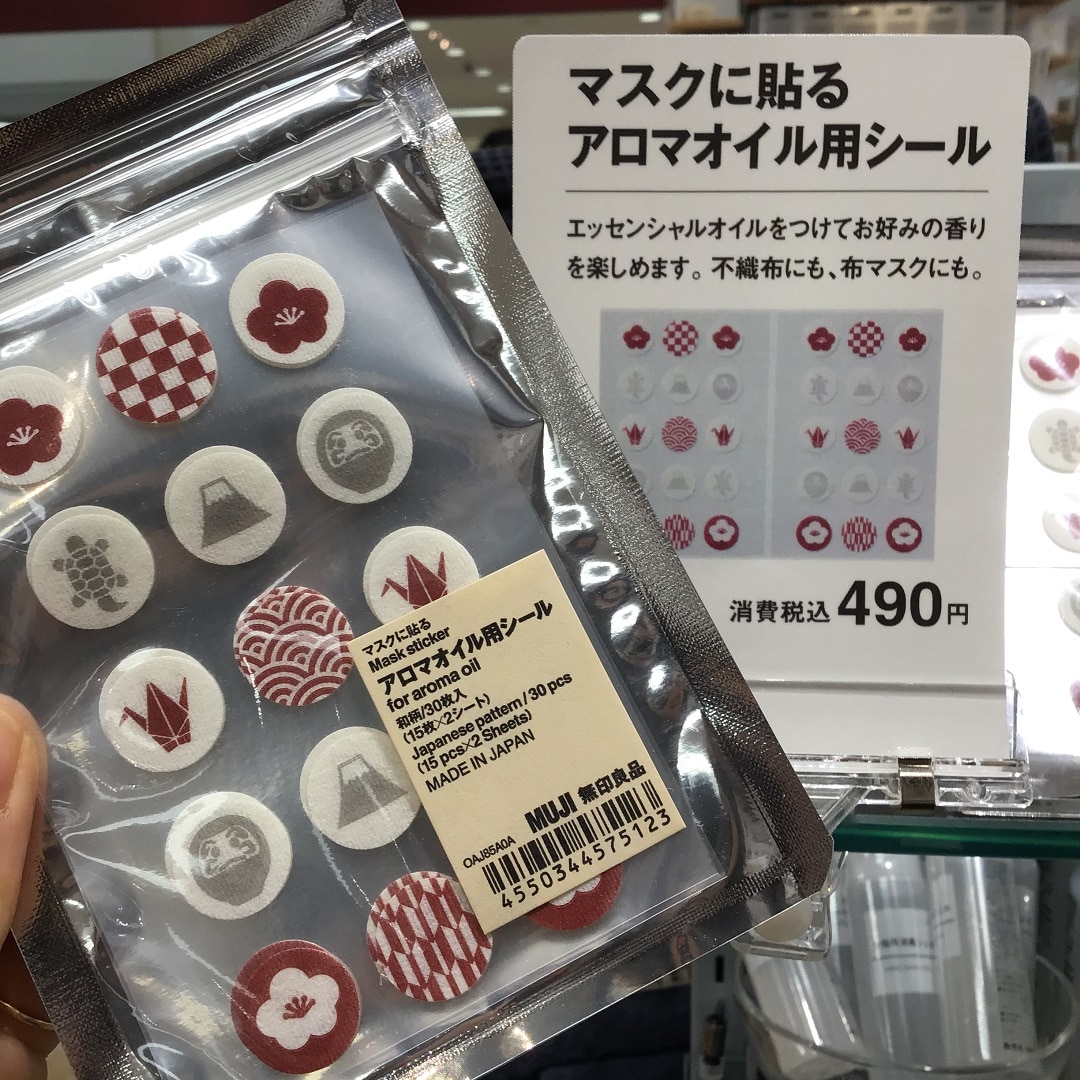 マスクに貼る
アロマオイル用シール
エッセンシャルオイルをつけてお好みの香り
を楽しめます。不織布にも、布マスクにも。
消費税込490円
マスクに貼る
Mask sticker
アロマオイル用シール
for aroma oil
和柄/30枚入
(15枚×2シート)
Japanese pattern / 30 pcs
(15 pcs×2 Sheets)
MADE IN JAPAN
MUJI 無印良品
OAJ85A0A
4550344575123